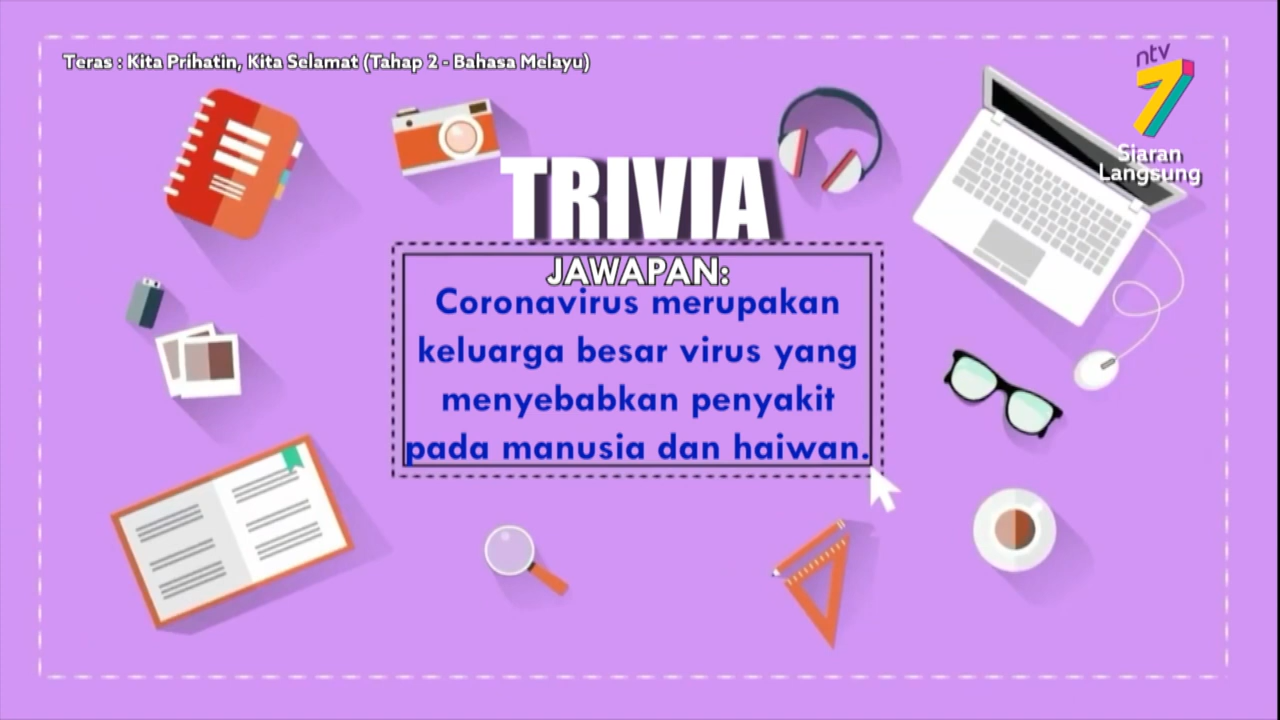 Teras : Kita Prihatin, Kita Selamat (Tahap 2 - Bahasa Melayu)
ntv
7
Siaran
Langsung
TRIVIA
JAWAPAN:
Coronavirus merupakan
keluarga besar virus yang
menyebabkan penyakit
pada manusia dan haiwan.